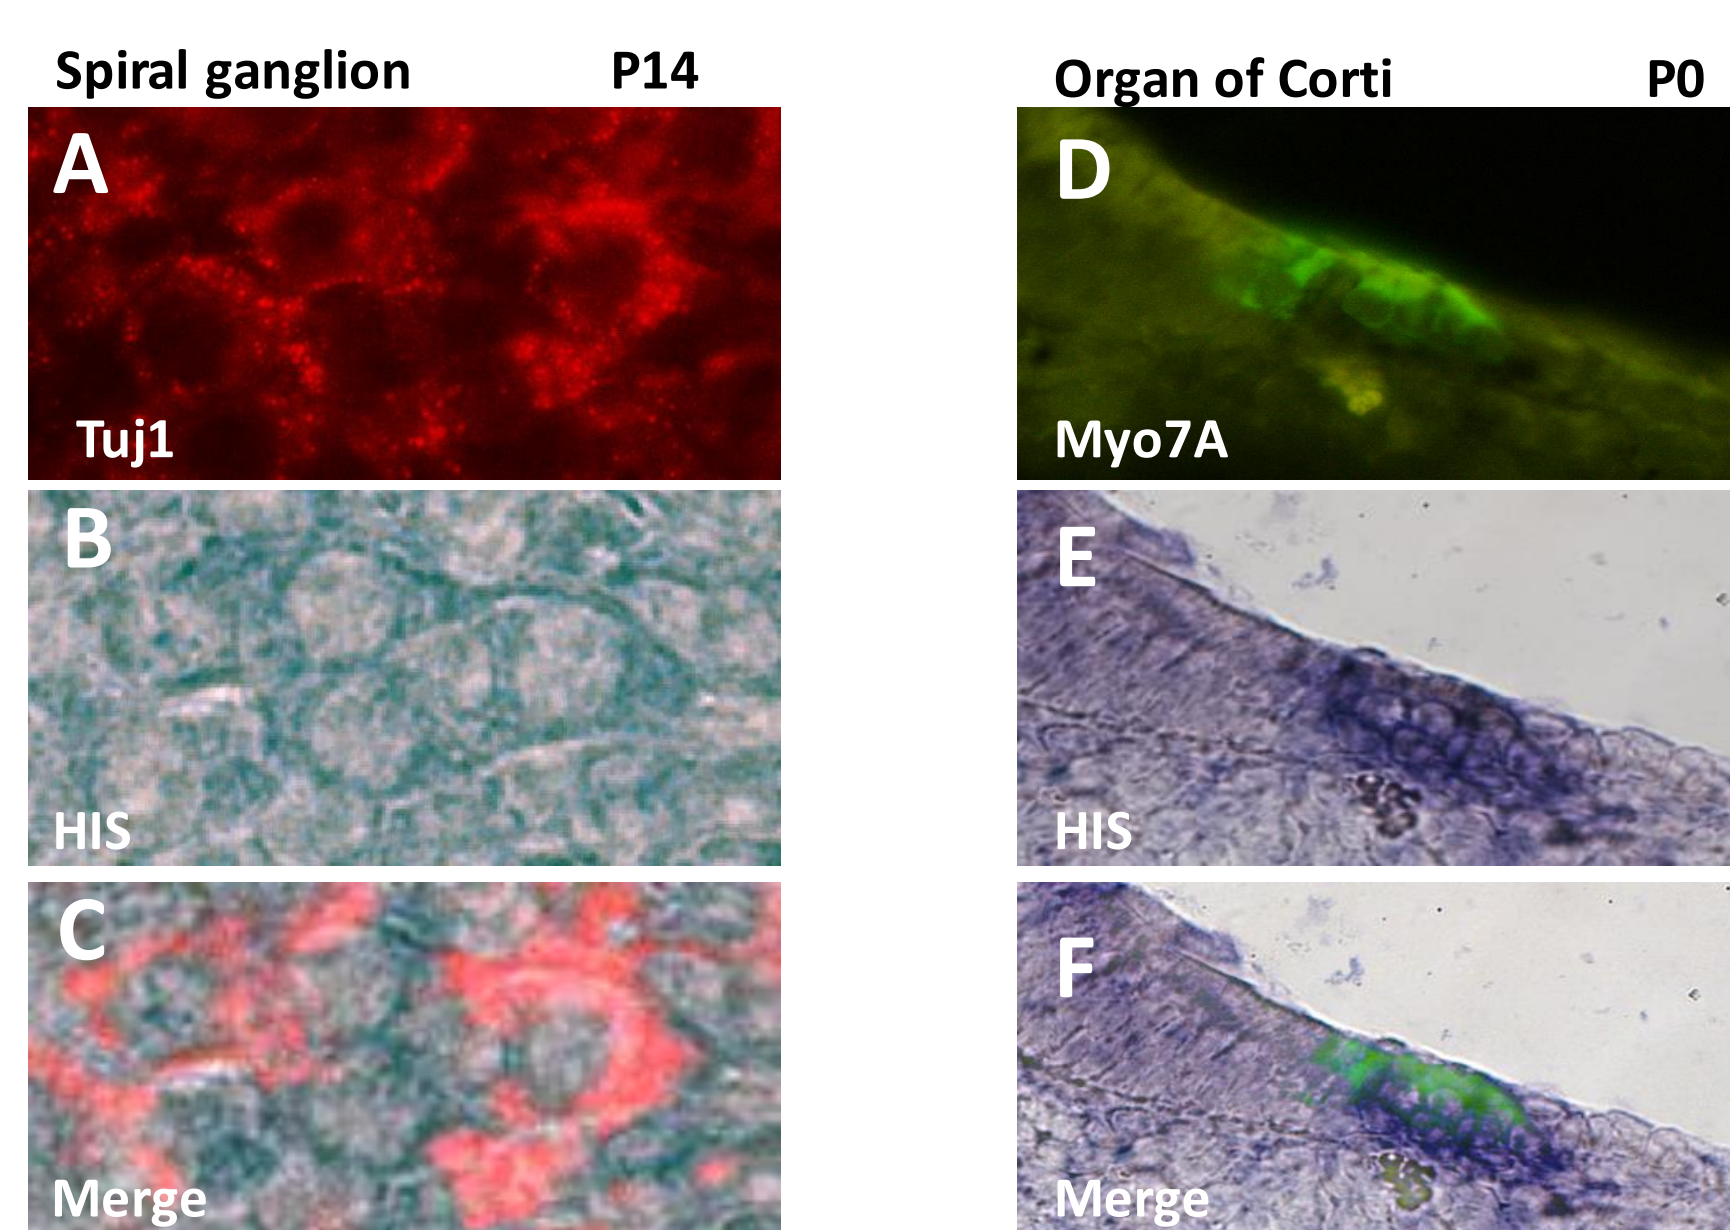 Spiral ganglion P14
A
Tuj1
B
HIS
C
Merge
Organ of Corti P0
D
Myo7A
E
HIS
F
Merge